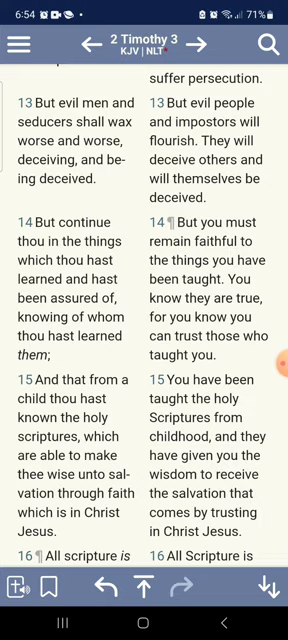 6:54
71%
2 Timothy 3
KJV | NLT
suffer persecution.
13 But evil men and
seducers shall wax
worse and worse,
deceiving, and be-
ing deceived.
13 But evil people
and impostors will
flourish. They will
deceive others and
will themselves be
deceived.
14 But continue
thou in the things
which thou hast
learned and hast
been assured of,
knowing of whom
thou hast learned
them;
14 ¶ But you must
remain faithful to
the things you have
been taught. You
know they are true,
for you know you
can trust those who
taught you.
15 And that from a
child thou hast
known the holy
scriptures, which
are able to make
thee wise unto sal-
vation through faith
which is in Christ
Jesus.
15 You have been
taught the holy
Scriptures from
childhood, and they
have given you the
wisdom to receive
the salvation that
comes by trusting
in Christ Jesus.
16 ¶ All scripture is
16 All Scripture is